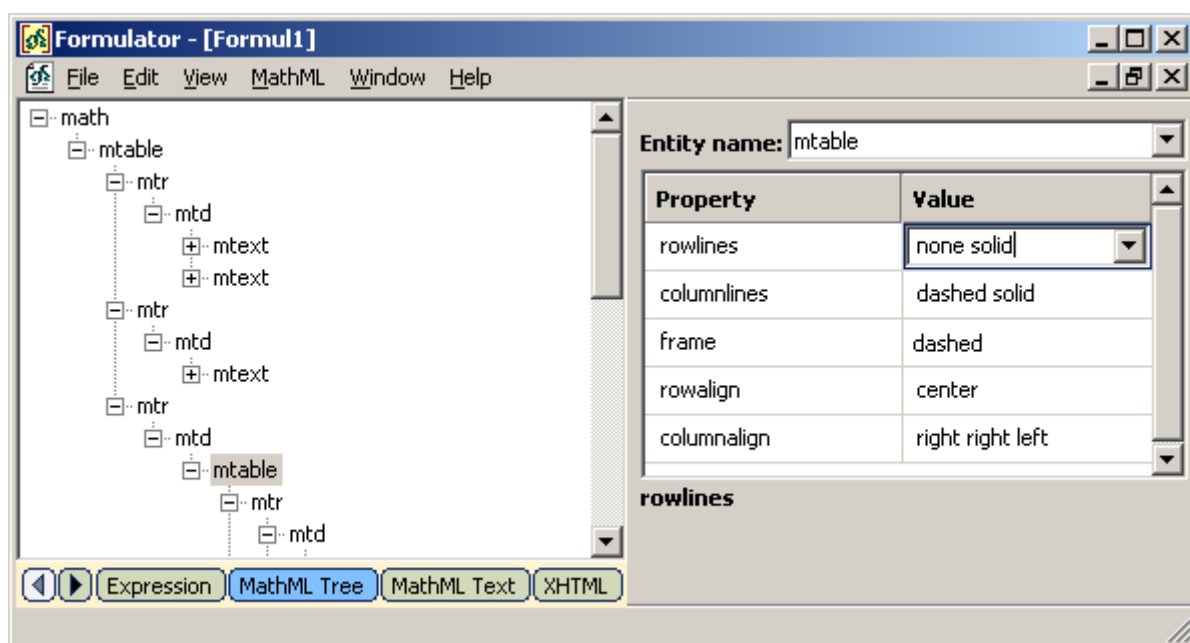 Formulator - [Formul1]
File Edit View MathML Window Help
math
mtable
mtr
mtd
mtext
mtext
mtr
mtd
mtext
mtr
mtd
mtable
mtr
mtd
Expression MathML Tree MathML Text XHTML
Entity name: mtable
Property Value
rowlines none solid
columnlines dashed solid
frame dashed
rowalign center
columnalign right right left
rowlines